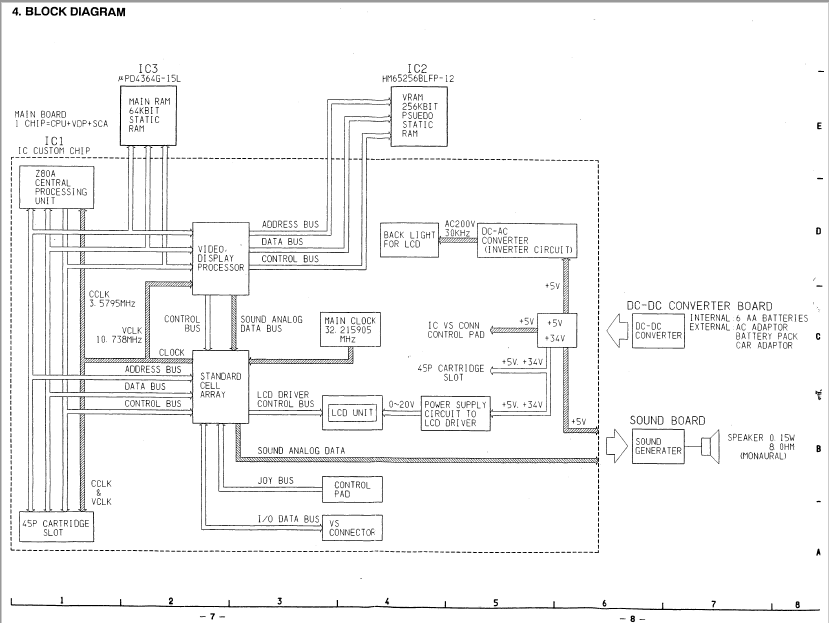 4. BLOCK DIAGRAM
IC3
μPD4364G-15L
MAIN RAM
64KBIT
STATIC
RAM
IC2
HM65256BLFP-12
VRAM
256KBIT
PSUEDO
STATIC
RAM
MAIN BOARD
1 CHIP=CPU+VDP+SCA
IC1
IC CUSTOM CHIP
Z80A
CENTRAL
PROCESSING
UNIT
VIDEO-
DISPLAY
PROCESSOR
ADDRESS BUS
DATA BUS
CONTROL BUS
BACK LIGHT
FOR LCD
AC200V
30KHz
DC-AC
CONVERTER
(INVERTER CIRCUIT)
+5V
CCLK
3.5795MHz
VCLK
10.738MHz
CONTROL
BUS
SOUND ANALOG
DATA BUS
MAIN CLOCK
32.215905
MHz
IC VS CONN
CONTROL PAD
+5V
+5V
+34V
DC-DC CONVERTER BOARD
DC-DC
CONVERTER
INTERNAL 6 AA BATTERIES
EXTERNAL AC ADAPTOR
BATTERY PACK
CAR ADAPTOR
CLOCK
ADDRESS BUS
DATA BUS
CONTROL BUS
STANDARD
CELL
ARRAY
45P CARTRIDGE
SLOT
+5V. +34V
LCD DRIVER
CONTROL BUS
LCD UNIT
0~20V
POWER SUPPLY
CIRCUIT TO
LCD DRIVER
+5V. +34V
+5V
SOUND BOARD
SOUND
GENERATER
SPEAKER 0.15W
8 OHM
(MONAURAL)
SOUND ANALOG DATA
CCLK
&
VCLK
JOY BUS
CONTROL
PAD
I/O DATA BUS
VS
CONNECTOR
45P CARTRIDGE
SLOT
E
D
C
B
A
1 2 3 4 5 6 7 8
- 7 -
- 8 -